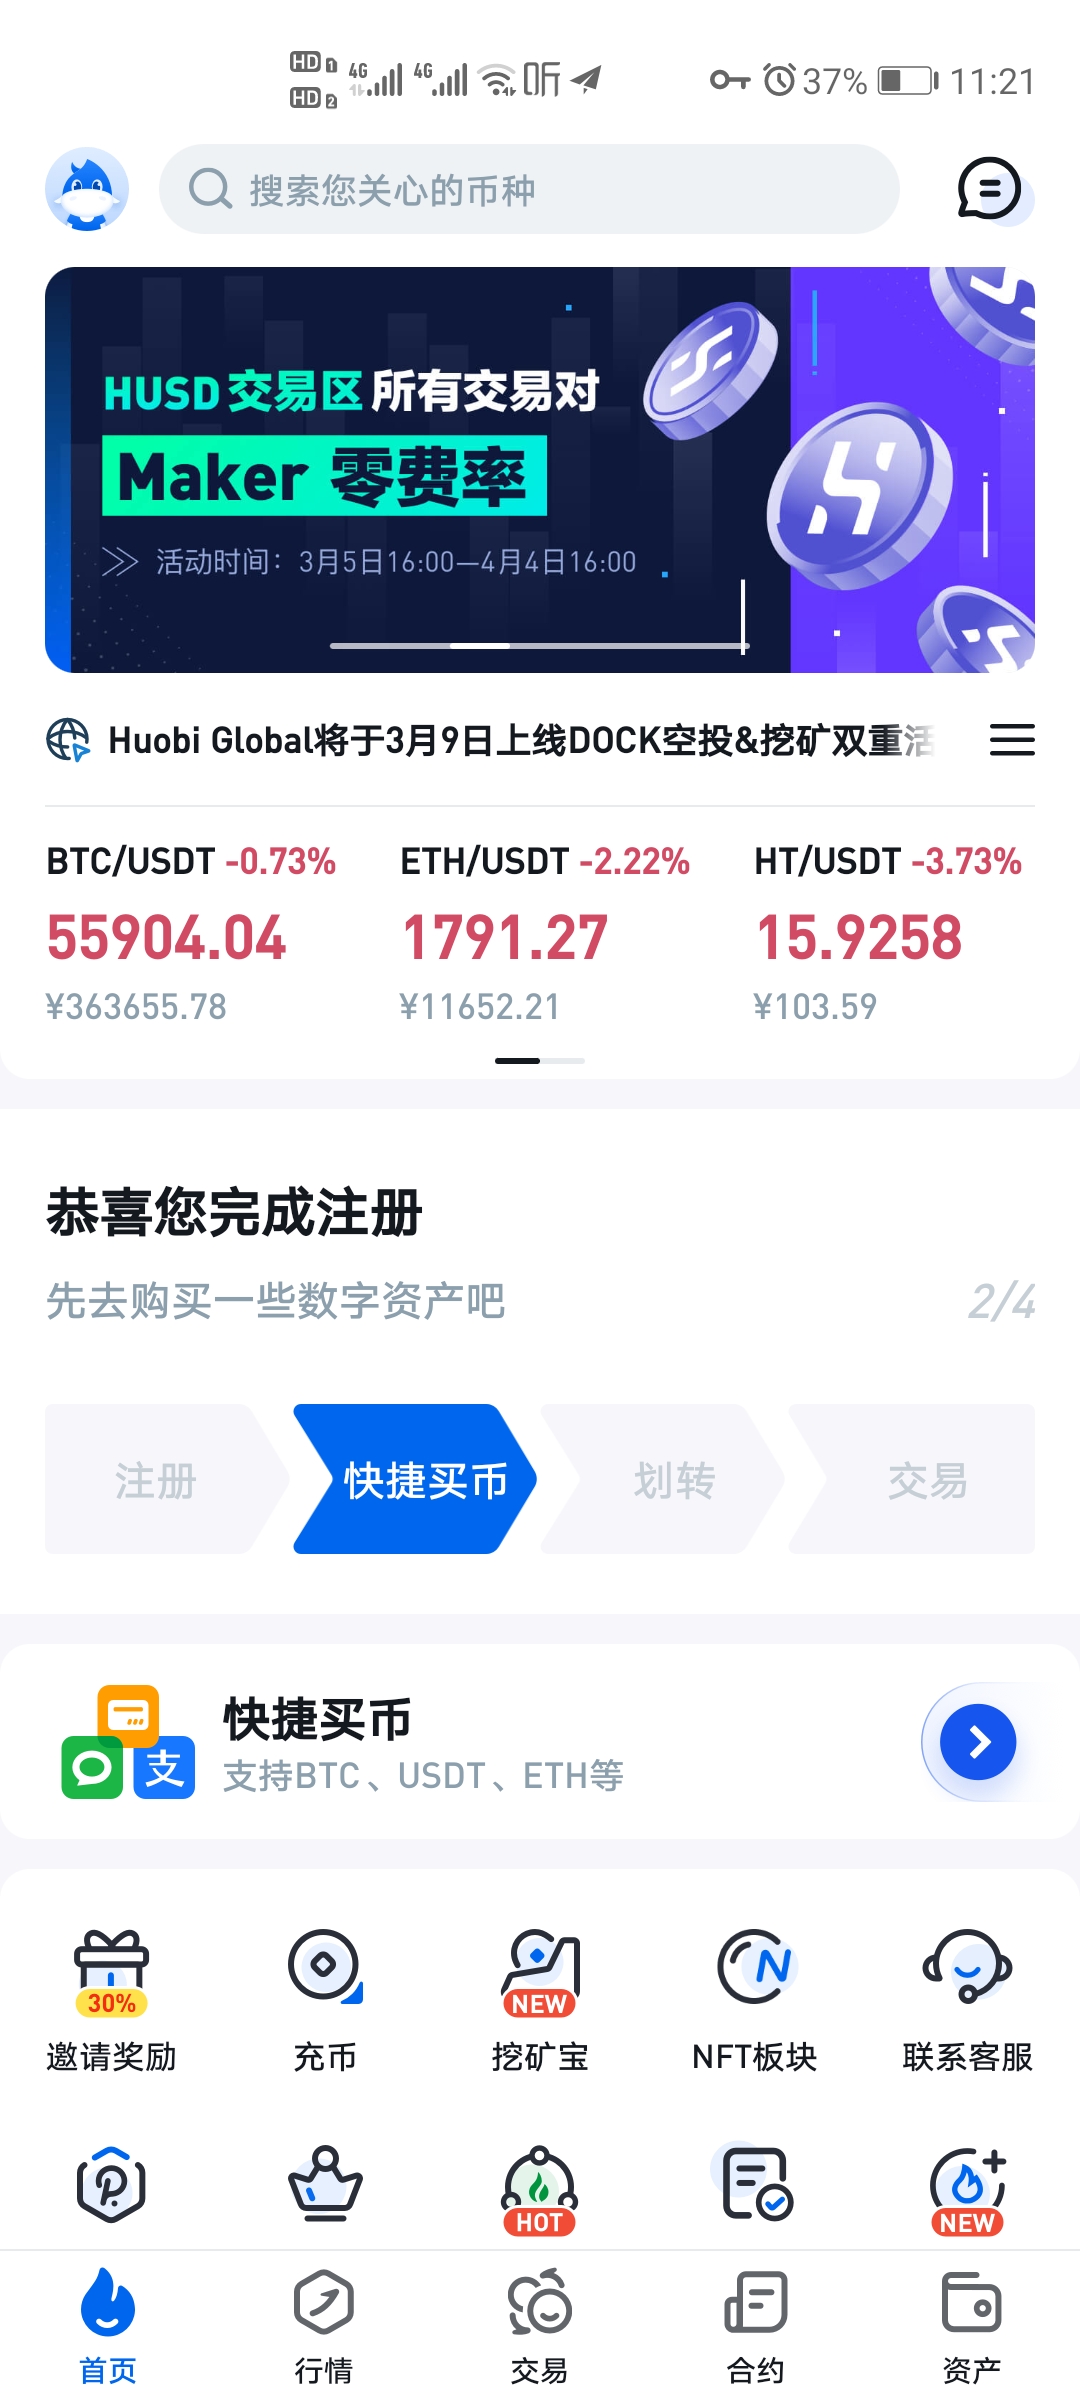 HD 1 4G 4G 听 37% 11:21
HD 2
搜索您关心的币种
HUSD 交易区 所有交易对
Maker 零费率
活动时间：3月5日16:00—4月4日16:00
Huobi Global将于3月9日上线DOCK空投&挖矿双重活
BTC/USDT -0.73% ETH/USDT -2.22% HT/USDT -3.73%
55904.04 1791.27 15.9258
¥363655.78 ¥11652.21 ¥103.59
恭喜您完成注册
先去购买一些数字资产吧 2/4
注册 快捷买币 划转 交易
快捷买币
支
支持BTC、USDT、ETH等
30% NEW
邀请奖励 充币 挖矿宝 NFT板块 联系客服
HOT NEW
首页 行情 交易 合约 资产